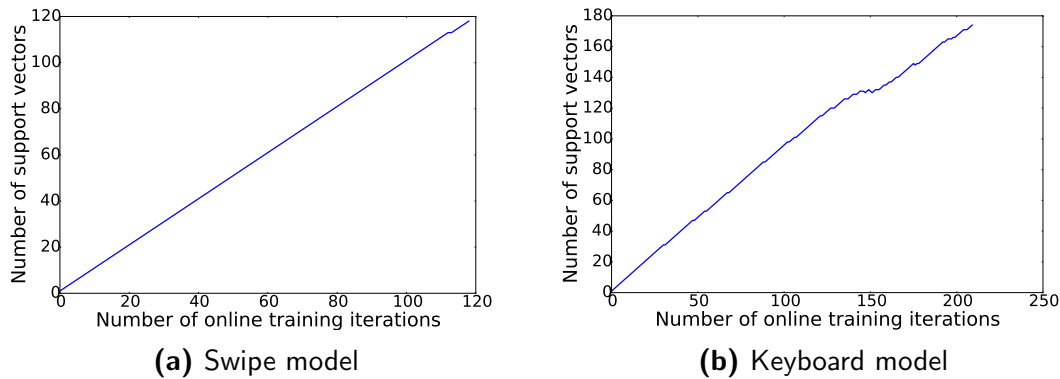 120
100
80
60
40
20
0
Number of support vectors
0 20 40 60 80 100 120
Number of online training iterations
(a) Swipe model
180
160
140
120
100
80
60
40
20
0
Number of support vectors
0 50 100 150 200 250
Number of online training iterations
(b) Keyboard model